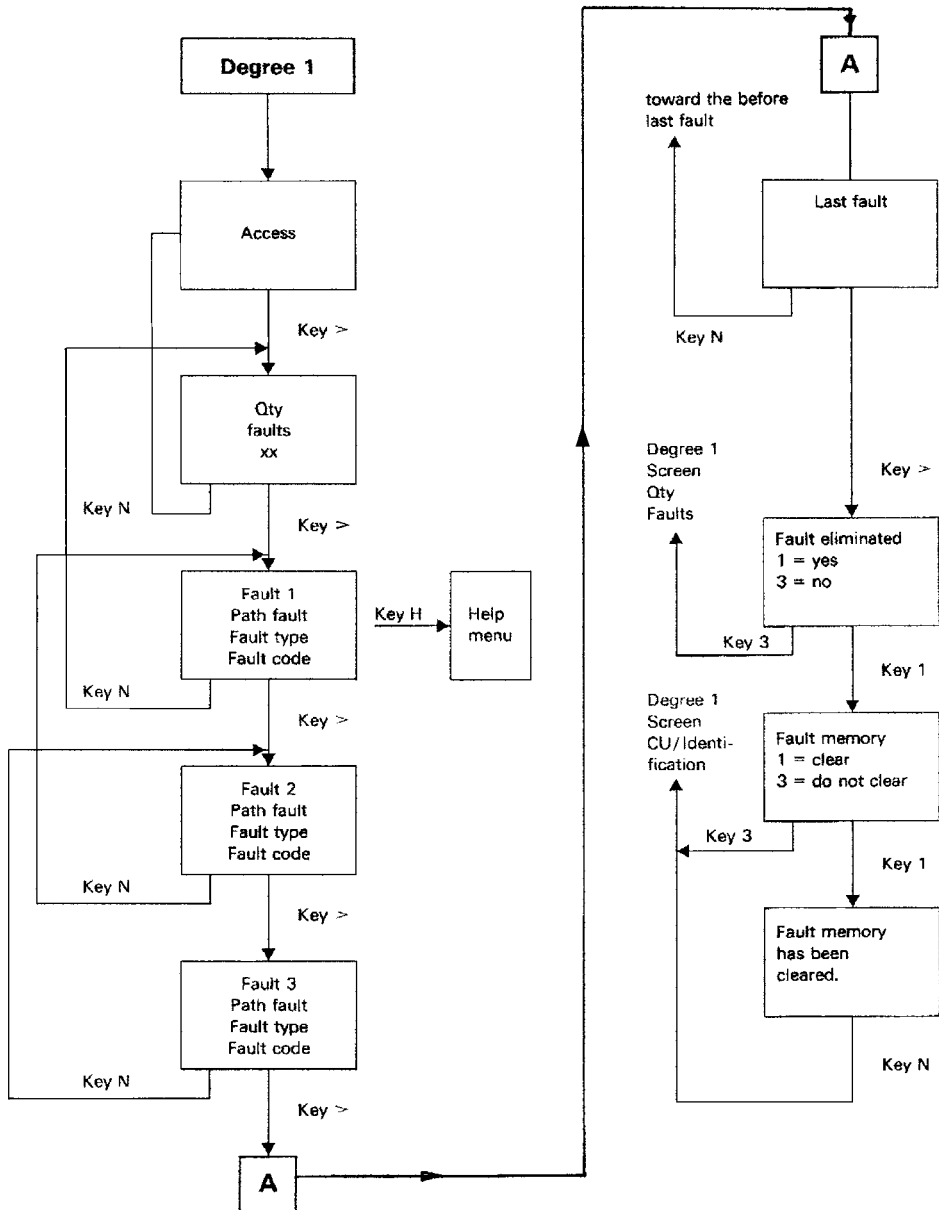 Degree 1
Access
Key >
Qty
faults
xx
Key N
Key >
Fault 1
Path fault
Fault type
Fault code
Key H
Help
menu
Key N
Key >
Fault 2
Path fault
Fault type
Fault code
Key N
Key >
Fault 3
Path fault
Fault type
Fault code
Key N
Key >
A
A
toward the before
last fault
Last fault
Key N
Key >
Degree 1
Screen
Qty
Faults
Fault eliminated
1 = yes
3 = no
Key 3
Key 1
Degree 1
Screen
CU/Identi-
fication
Fault memory
1 = clear
3 = do not clear
Key 3
Key 1
Fault memory
has been
cleared.
Key N